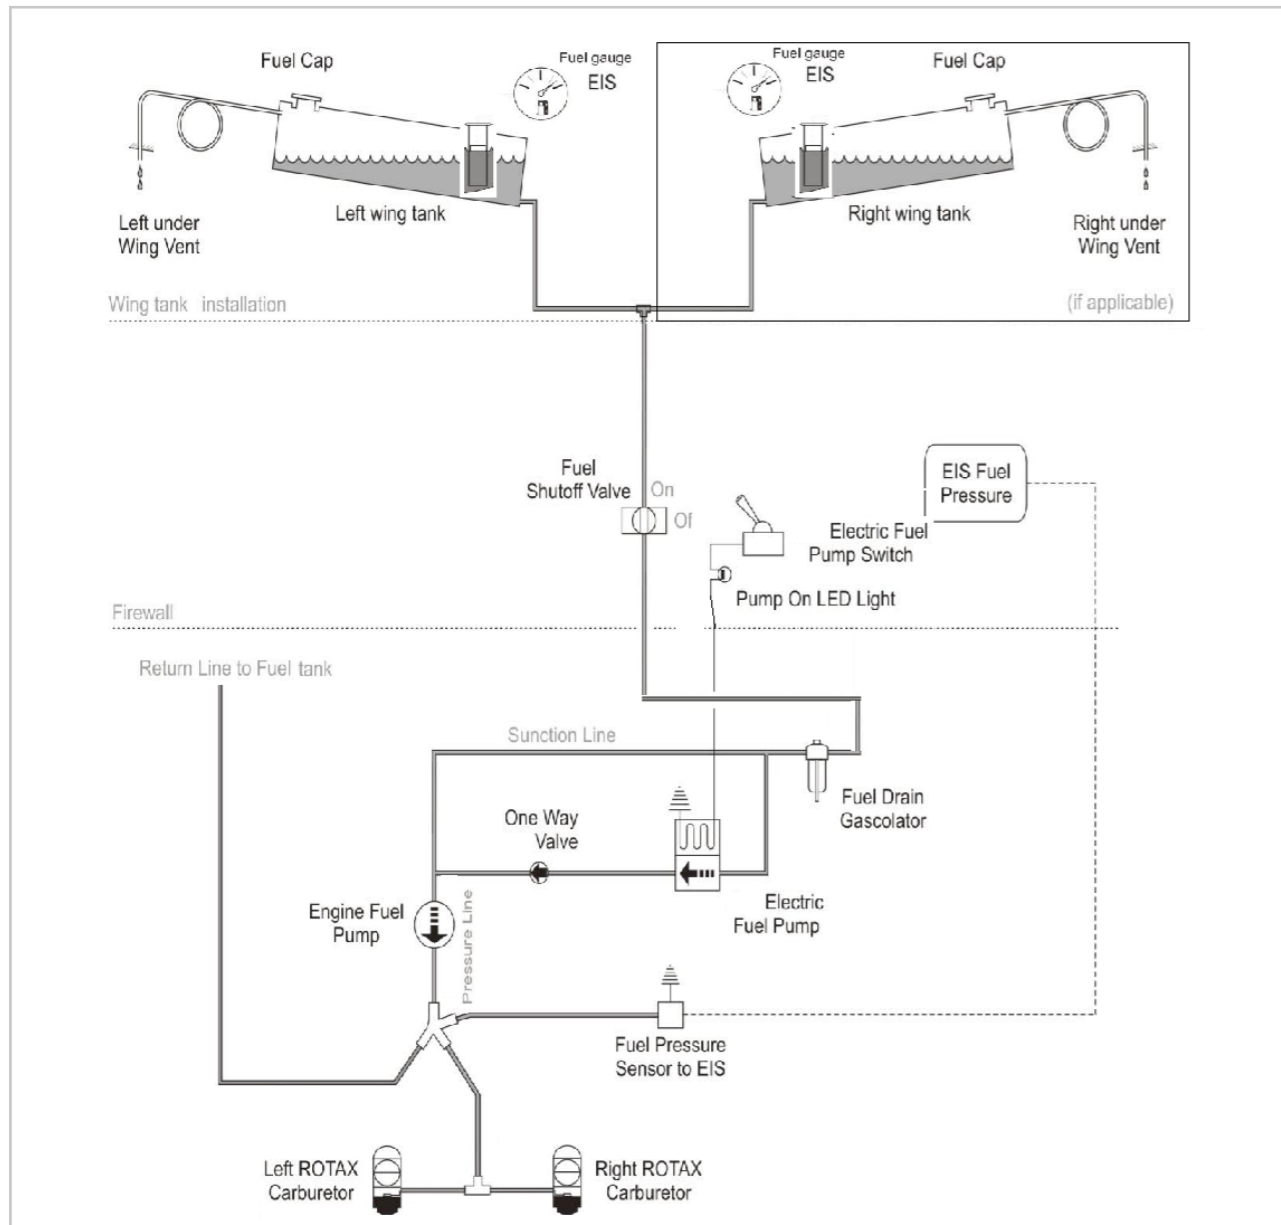 Fuel Cap
Fuel gauge
EIS
Fuel gauge
EIS
Fuel Cap
Left under
Wing Vent
Left wing tank
Right wing tank
Right under
Wing Vent
Wing tank installation
(if applicable)
Fuel
Shutoff Valve
On
Of
EIS Fuel
Pressure
Electric Fuel
Pump Switch
Pump On LED Light
Firewall
Return Line to Fuel tank
Sunction Line
Fuel Drain
Gascolator
One Way
Valve
Electric
Fuel Pump
Engine Fuel
Pump
Pressure Line
Fuel Pressure
Sensor to EIS
Left ROTAX
Carburetor
Right ROTAX
Carburetor